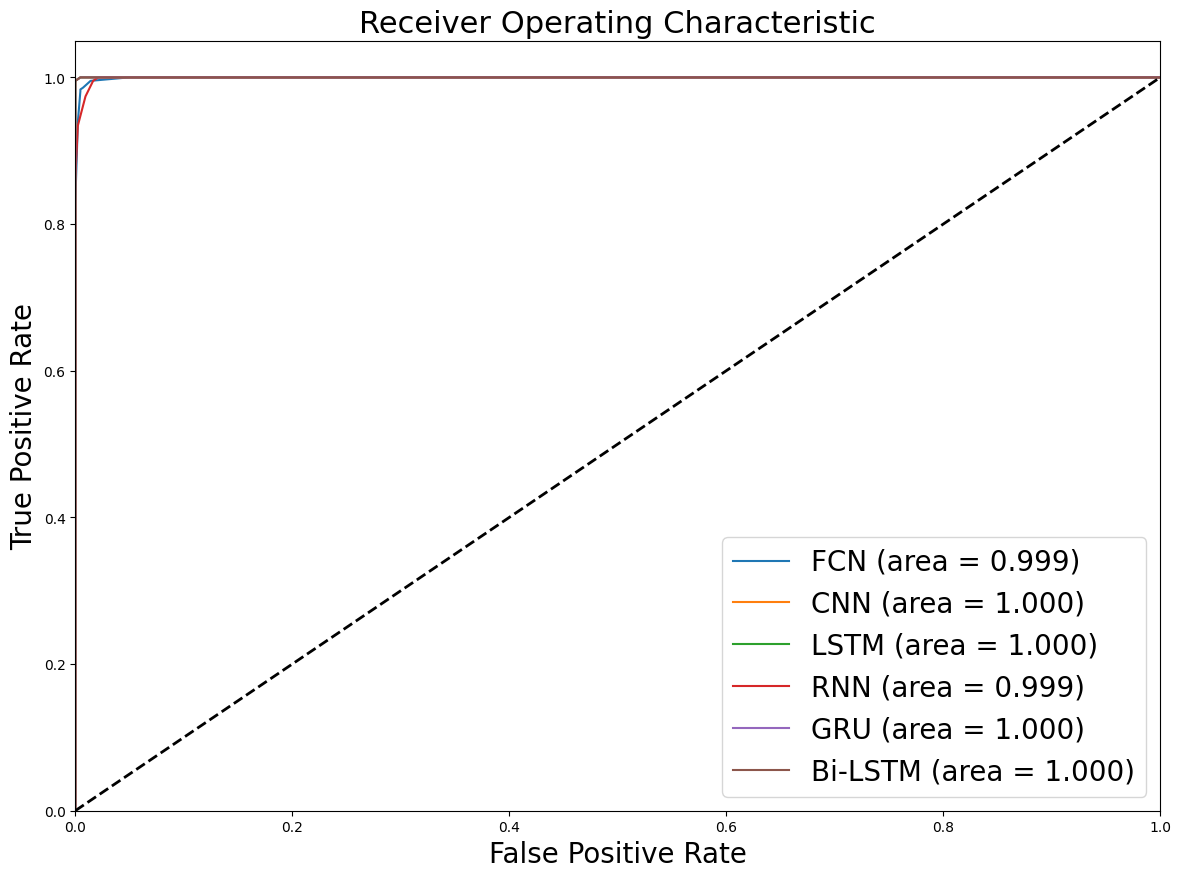 Receiver Operating Characteristic
True Positive Rate
1.0
0.8
0.6
0.4
0.2
0.0
FCN (area = 0.999)
CNN (area = 1.000)
LSTM (area = 1.000)
RNN (area = 0.999)
GRU (area = 1.000)
Bi-LSTM (area = 1.000)
0.0 0.2 0.4 0.6 0.8 1.0
False Positive Rate